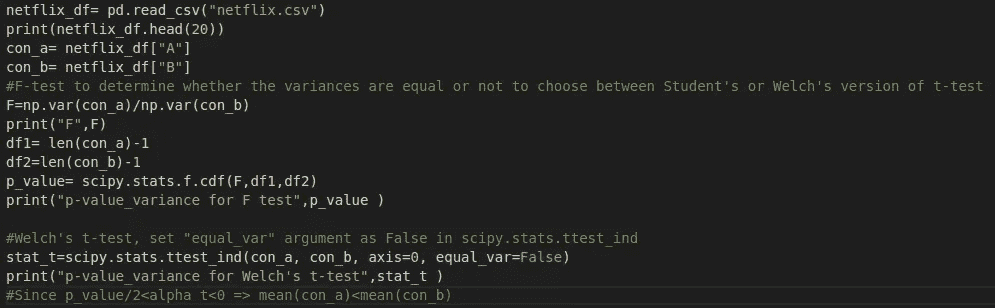 netflix_df= pd.read_csv("netflix.csv")
print(netflix_df.head(20))
con_a= netflix_df["A"]
con_b= netflix_df["B"]
#F-test to determine whether the variances are equal or not to choose between Student's or Welch's version of t-test
F=np.var(con_a)/np.var(con_b)
print("F",F)
df1= len(con_a)-1
df2=len(con_b)-1
p_value= scipy.stats.f.cdf(F,df1,df2)
print("p-value_variance for F test",p_value )
#Welch's t-test, set "equal_var" argument as False in scipy.stats.ttest_ind
stat_t=scipy.stats.ttest_ind(con_a, con_b, axis=0, equal_var=False)
print("p-value_variance for Welch's t-test",stat_t )
#Since p_value/2<alpha t<0 => mean(con_a)<mean(con_b)